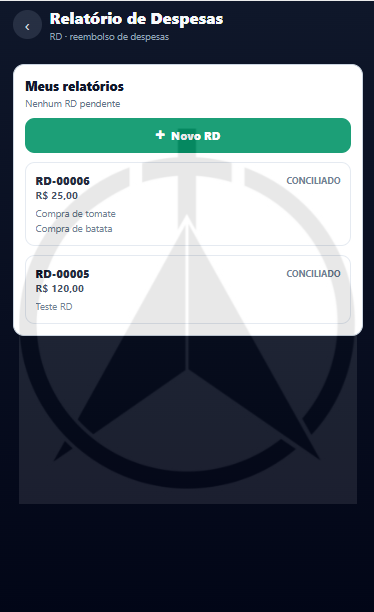 ‹
Relatório de Despesas
RD · reembolso de despesas
Meus relatórios
Nenhum RD pendente
+ Novo RD
RD-00006 CONCILIADO
R$ 25,00
Compra de tomate
Compra de batata
RD-00005 CONCILIADO
R$ 120,00
Teste RD